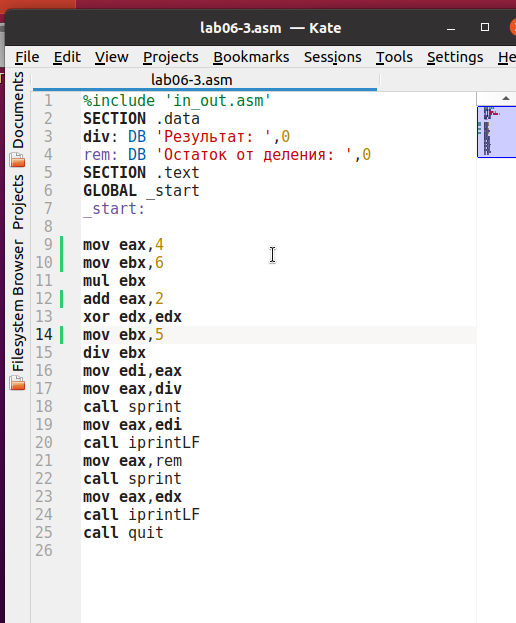 lab06-3.asm — Kate
File Edit View Projects Bookmarks Sessions Tools Settings He
lab06-3.asm
Documents
Projects
Filesystem Browser
1 %include 'in_out.asm'
2 SECTION .data
3 div: DB 'Результат: ',0
4 rem: DB 'Остаток от деления: ',0
5 SECTION .text
6 GLOBAL _start
7 _start:
8
9 mov eax,4
10 mov ebx,6
11 mul ebx
12 add eax,2
13 xor edx,edx
14 mov ebx,5
15 div ebx
16 mov edi,eax
17 mov eax,div
18 call sprint
19 mov eax,edi
20 call iprintLF
21 mov eax,rem
22 call sprint
23 mov eax,edx
24 call iprintLF
25 call quit
26